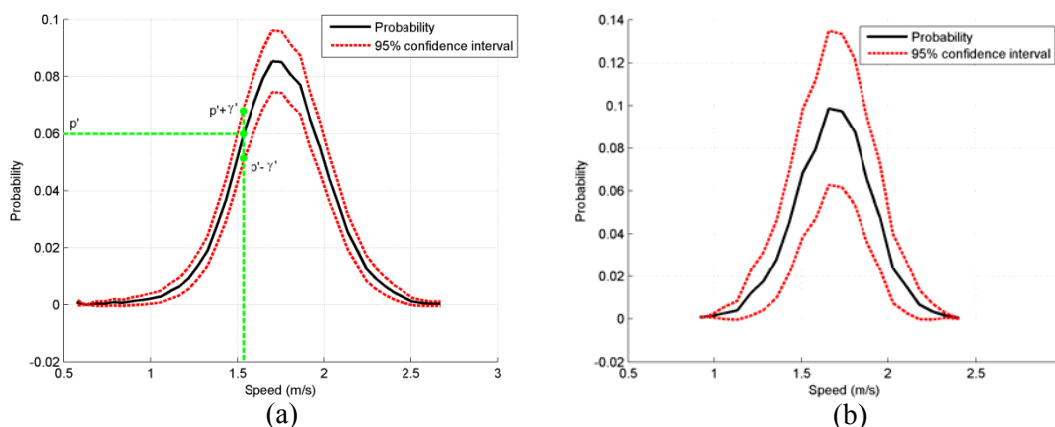 0.1
0.08
0.06
0.04
0.02
0
-0.02
Probability
0.5
1
1.5
2
2.5
3
Speed (m/s)
Probability
95% confidence interval
p'
p'+γ'
p'-γ'
(a)
0.14
0.12
0.1
0.08
0.06
0.04
0.02
0
-0.02
Probability
0.5
1
1.5
2
2.5
Speed (m/s)
Probability
95% confidence interval
(b)